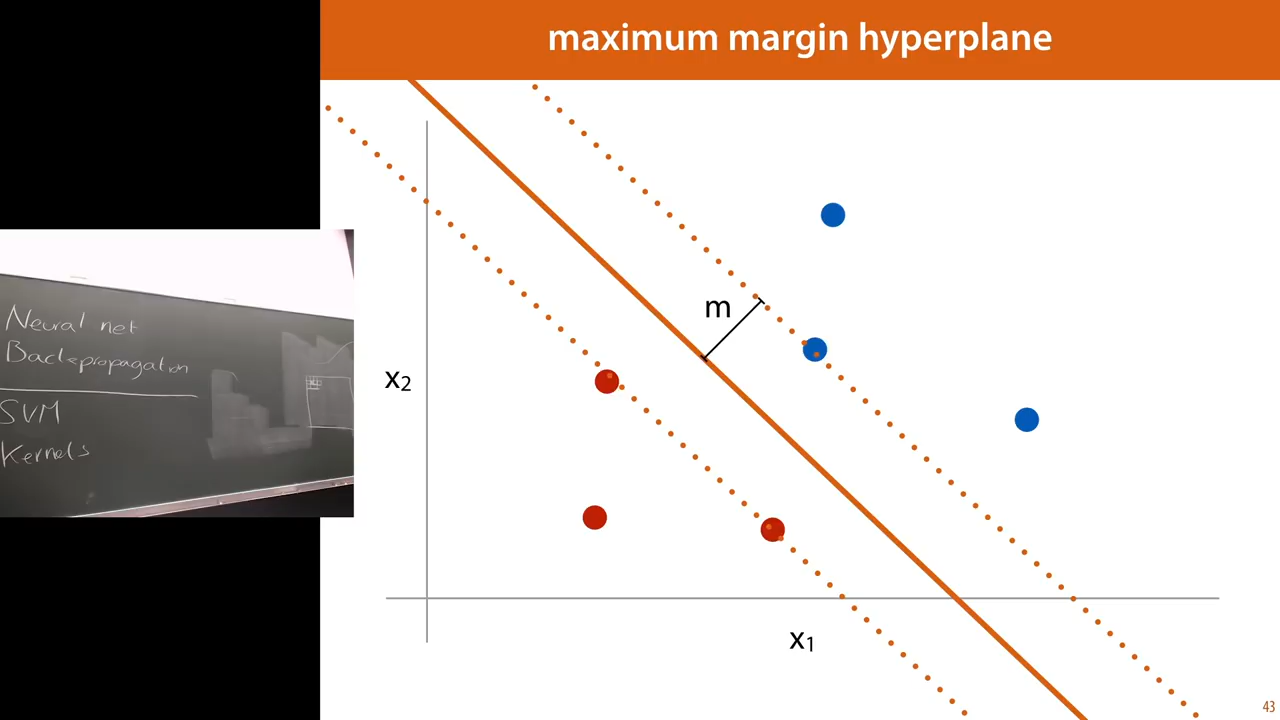 maximum margin hyperplane
m
x2
x1
43
Neural net
Backpropagation
SVM
Kernels